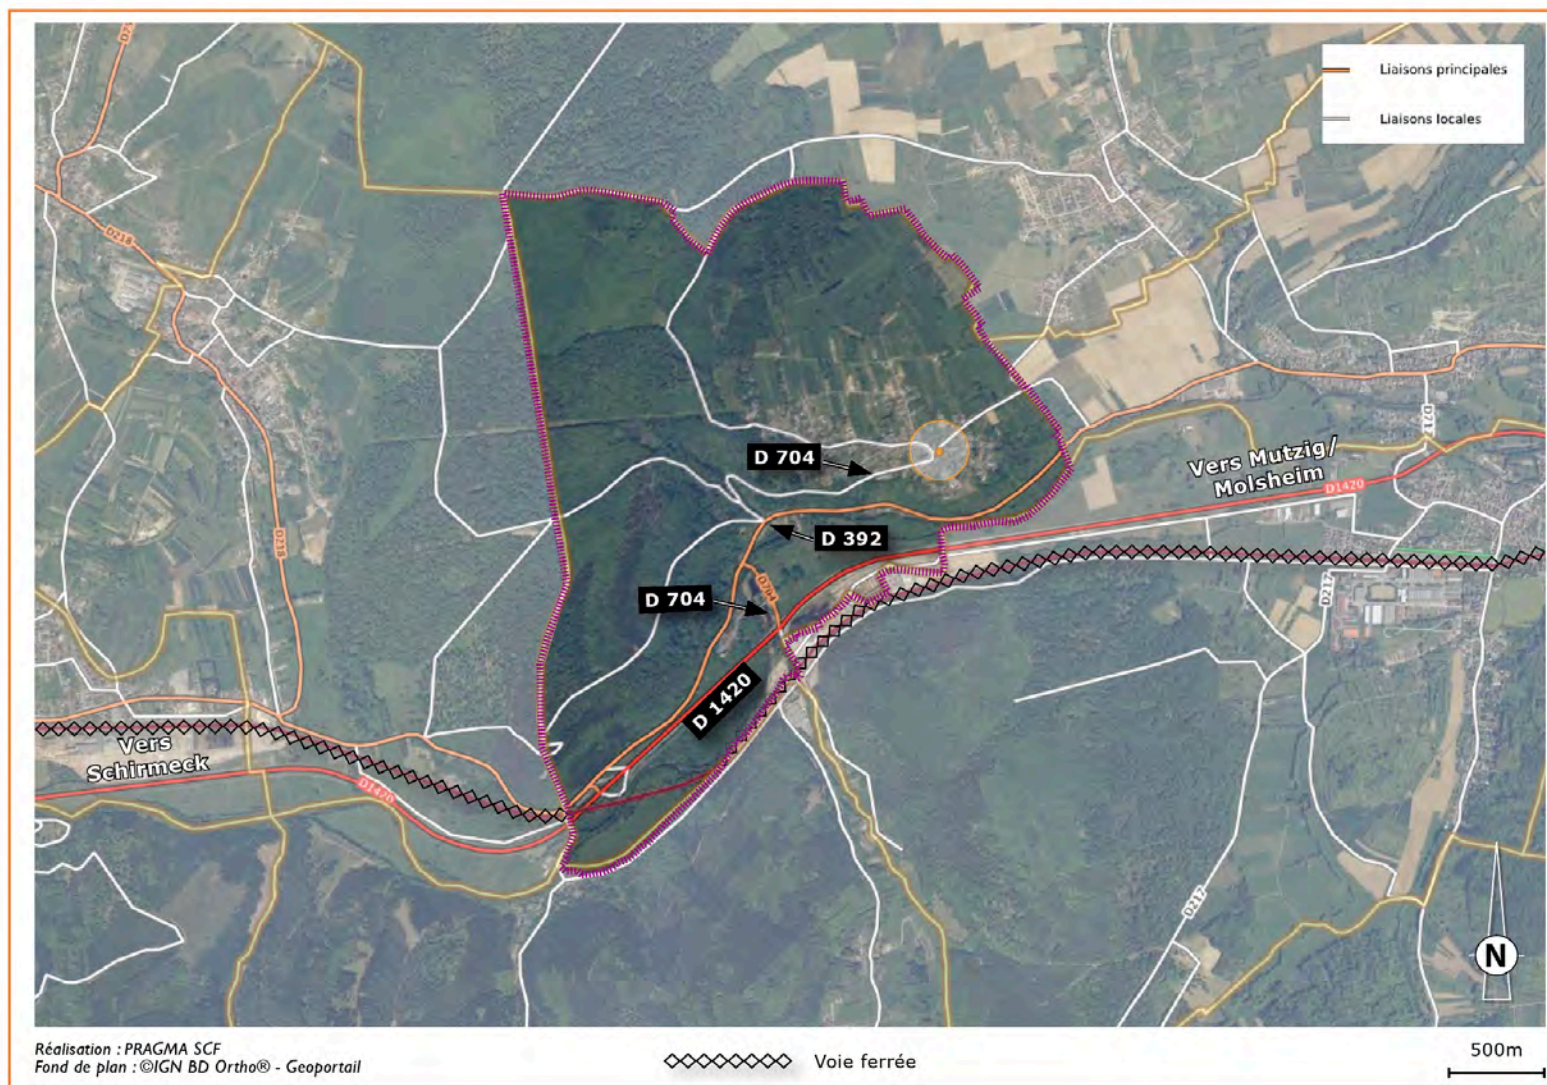 Liaisons principales
Liaisons locales
D218
D 704
Vers Mutzig/
Molsheim
D1420
D 392
D 704
D704
D217
D218
D 1420
Vers
Schirmeck
D1420
D217
N
Réalisation : PRAGMA SCF
Fond de plan : ©IGN BD Ortho® - Geoportail
Voie ferrée
500m